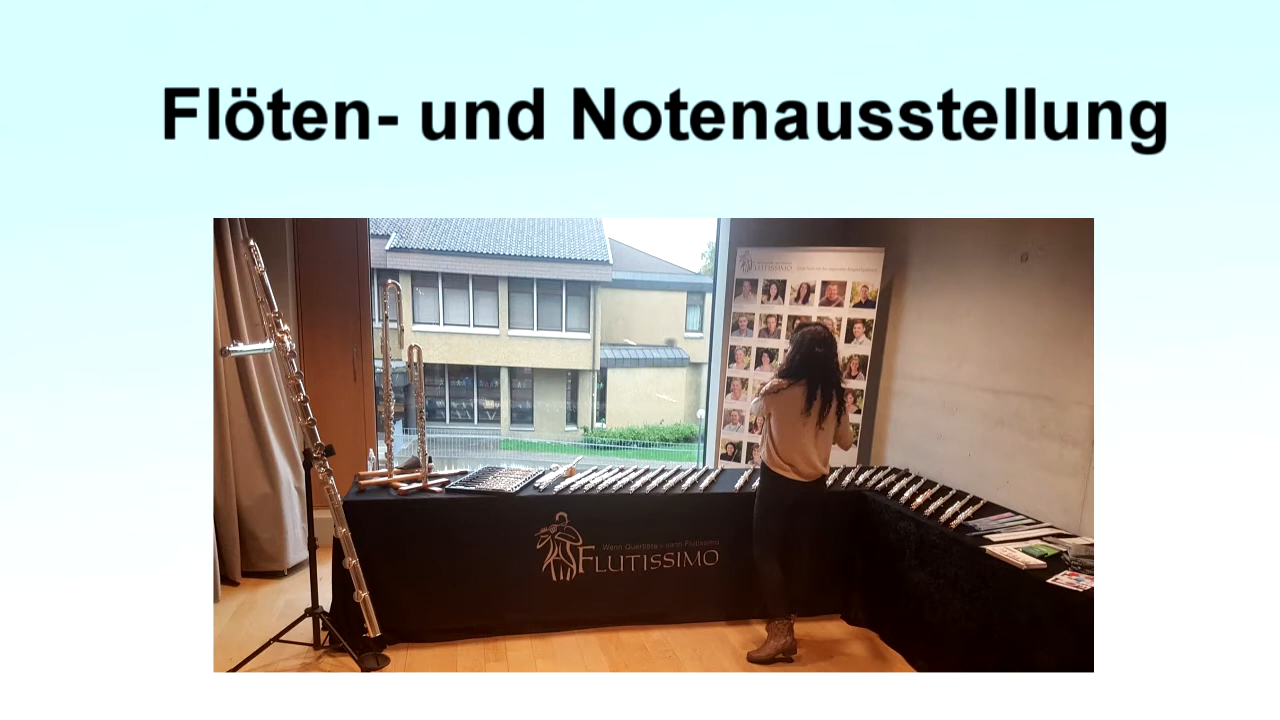 Flöten- und Notenausstellung
FLUTISSIMO
Wenn Querflöte - dann Flutissimo
FLUTISSIMO